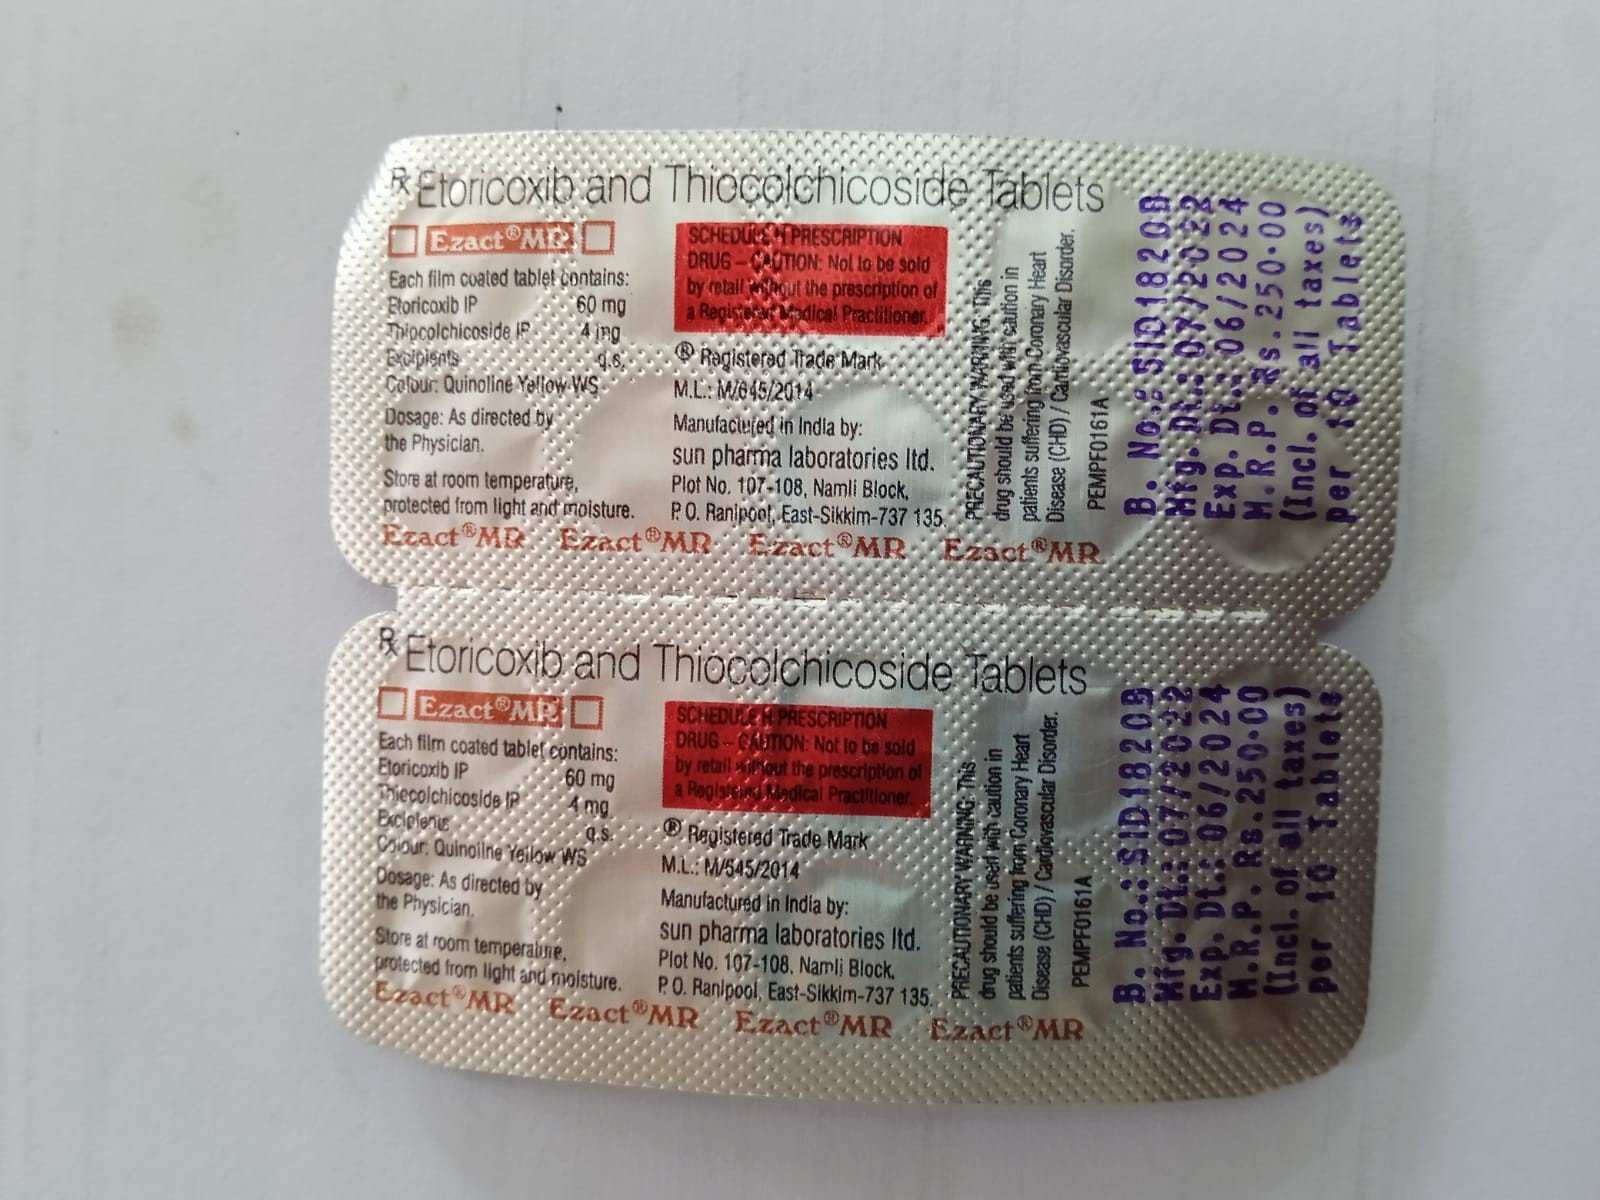 Rx Etoricoxib and Thiocolchicoside Tablets
Ezact®MR
Each film coated tablet contains:
Etoricoxib IP 60 mg
Thiocolchicoside IP 4 mg
Excipients q.s.
Colour: Quinoline Yellow WS
Dosage: As directed by
the Physician.
Store at room temperature,
protected from light and moisture.
SCHEDULE H PRESCRIPTION
DRUG – CAUTION: Not to be sold
by retail without the prescription of
a Registered Medical Practitioner.
® Registered Trade Mark
M.L.:
Manufactured in India by:
sun pharma laboratories ltd.
Plot No. 107-108, Namli Block,
P.O. Ranipool, East-Sikkim-737 135.
PRECAUTIONARY WARNING: This
drug should be used with caution in
patients suffering from Coronary Heart
Disease (CHD) / Cardiovascular Disorder.
PEMPF0161A
B. No.: SID1820B
Mfg. Dt.: 07/2022
Exp. Dt.: 06/2024
M.R.P. Rs.250.00
(Incl. of all taxes)
per 10 Tablets
Ezact®MR Ezact®MR Ezact®MR Ezact®MR
Rx Etoricoxib and Thiocolchicoside Tablets
Ezact®MR
Each film coated tablet contains:
Etoricoxib IP 60 mg
Thiocolchicoside IP 4 mg
Excipients q.s.
Colour: Quinoline Yellow WS
Dosage: As directed by
the Physician.
Store at room temperature,
protected from light and moisture.
SCHEDULE H PRESCRIPTION
DRUG – CAUTION: Not to be sold
by retail without the prescription of
a Registered Medical Practitioner.
® Registered Trade Mark
M.L.:
Manufactured in India by:
sun pharma laboratories ltd.
Plot No. 107-108, Namli Block,
P.O. Ranipool, East-Sikkim-737 135.
PRECAUTIONARY WARNING: This
drug should be used with caution in
patients suffering from Coronary Heart
Disease (CHD) / Cardiovascular Disorder.
PEMPF0161A
B. No.: SID1820B
Mfg. Dt.: 07/2022
Exp. Dt.: 06/2024
M.R.P. Rs.250.00
(Incl. of all taxes)
per 10 Tablets
Ezact®MR Ezact®MR Ezact®MR Ezact®MR